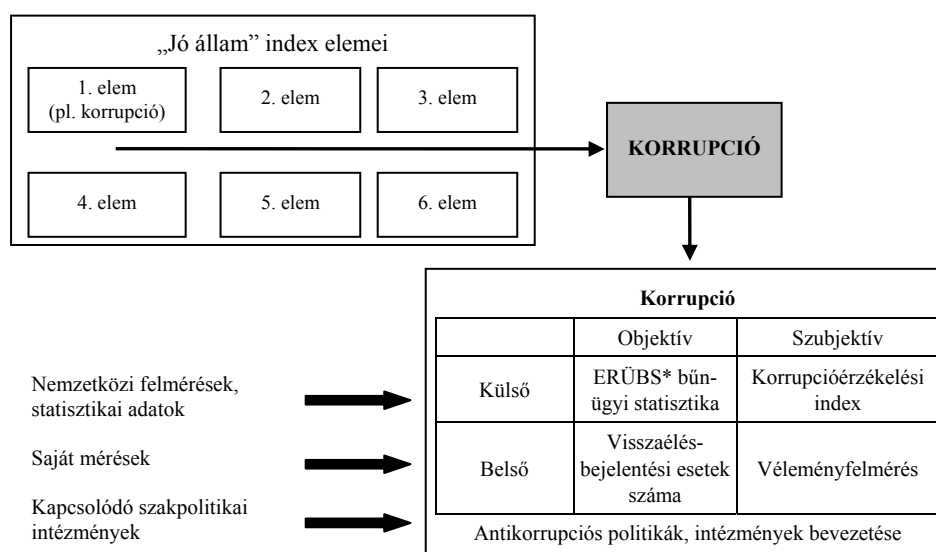 „Jó állam” index elemei
1. elem
(pl. korrupció)
2. elem
3. elem
4. elem
5. elem
6. elem
KORRUPCIÓ
Korrupció
Objektív
Szubjektív
Külső
ERÜBS* bűn-
ügyi statisztika
Korrupcióérzékelési
index
Belső
Visszaélés-
bejelentési esetek
száma
Véleményfelmérés
Antikorrupciós politikák, intézmények bevezetése
Nemzetközi felmérések,
statisztikai adatok
Saját mérések
Kapcsolódó szakpolitikai
intézmények